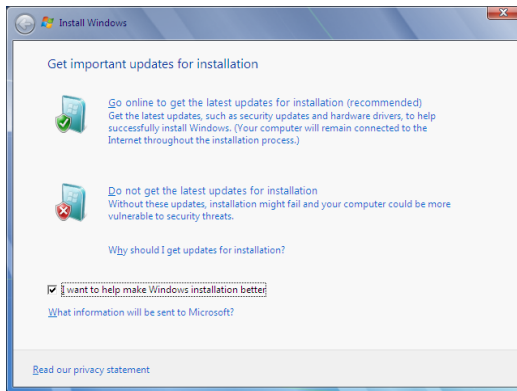 Install Windows
Get important updates for installation
Go online to get the latest updates for installation (recommended)
Get the latest updates, such as security updates and hardware drivers, to help
successfully install Windows. (Your computer will remain connected to the
Internet throughout the installation process.)
Do not get the latest updates for installation
Without these updates, installation might fail and your computer could be more
vulnerable to security threats.
Why should I get updates for installation?
I want to help make Windows installation better
What information will be sent to Microsoft?
Read our privacy statement